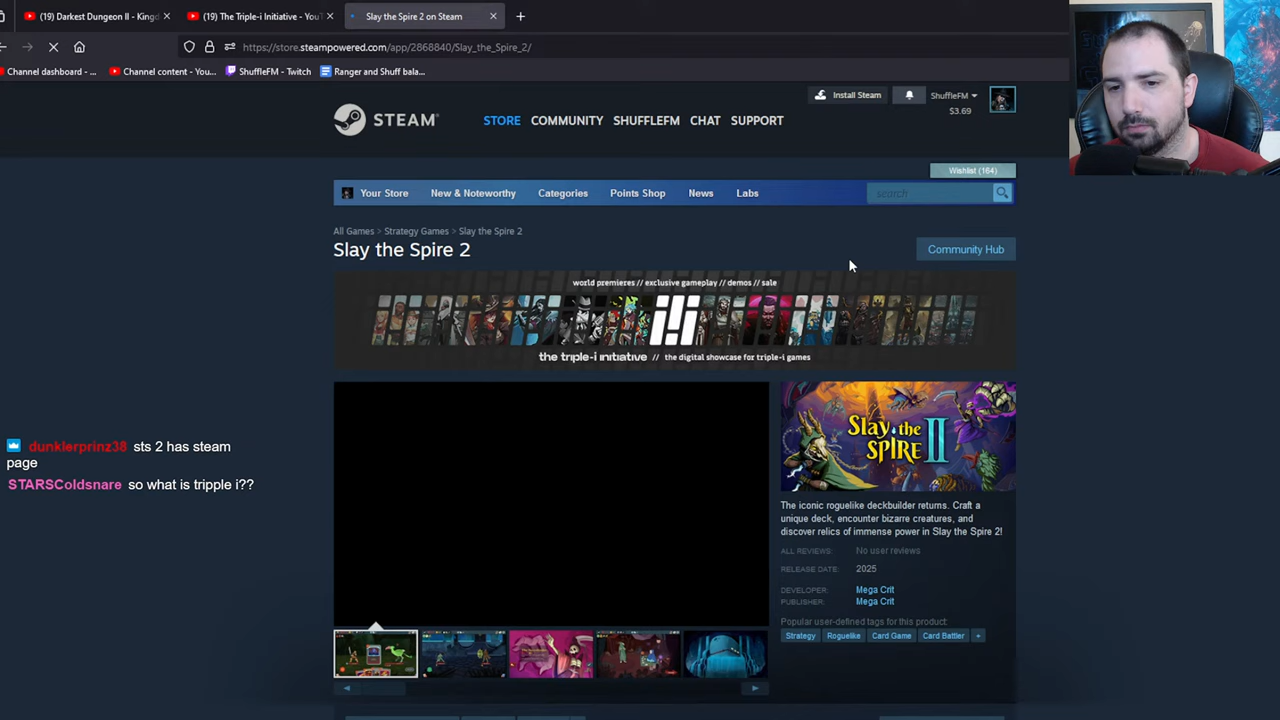 (19) Darkest Dungeon II - Kingd
(19) The Triple-i Initiative - YouT
Slay the Spire 2 on Steam
https://store.steampowered.com/app/2868840/Slay_the_Spire_2/
Channel dashboard - ...
Channel content - You...
ShuffleFM - Twitch
Ranger and Shuff bala...
Install Steam
ShuffleFM
$3.69
STEAM
STORE
COMMUNITY
SHUFFLEFM
CHAT
SUPPORT
Wishlist (164)
Your Store
New & Noteworthy
Categories
Points Shop
News
Labs
search
All Games > Strategy Games > Slay the Spire 2
Slay the Spire 2
Community Hub
world premieres // exclusive gameplay // demos // sale
the triple-i initiative // the digital showcase for triple-i games
Slay the
SPIRE II
The iconic roguelike deckbuilder returns. Craft a
unique deck, encounter bizarre creatures, and
discover relics of immense power in Slay the Spire 2!
ALL REVIEWS: No user reviews
RELEASE DATE: 2025
DEVELOPER: Mega Crit
PUBLISHER: Mega Crit
Popular user-defined tags for this product:
Strategy
Roguelike
Card Game
Card Battler
+
dunklerprinz38 sts 2 has steam
page
STARSColdsnare so what is tripple i??